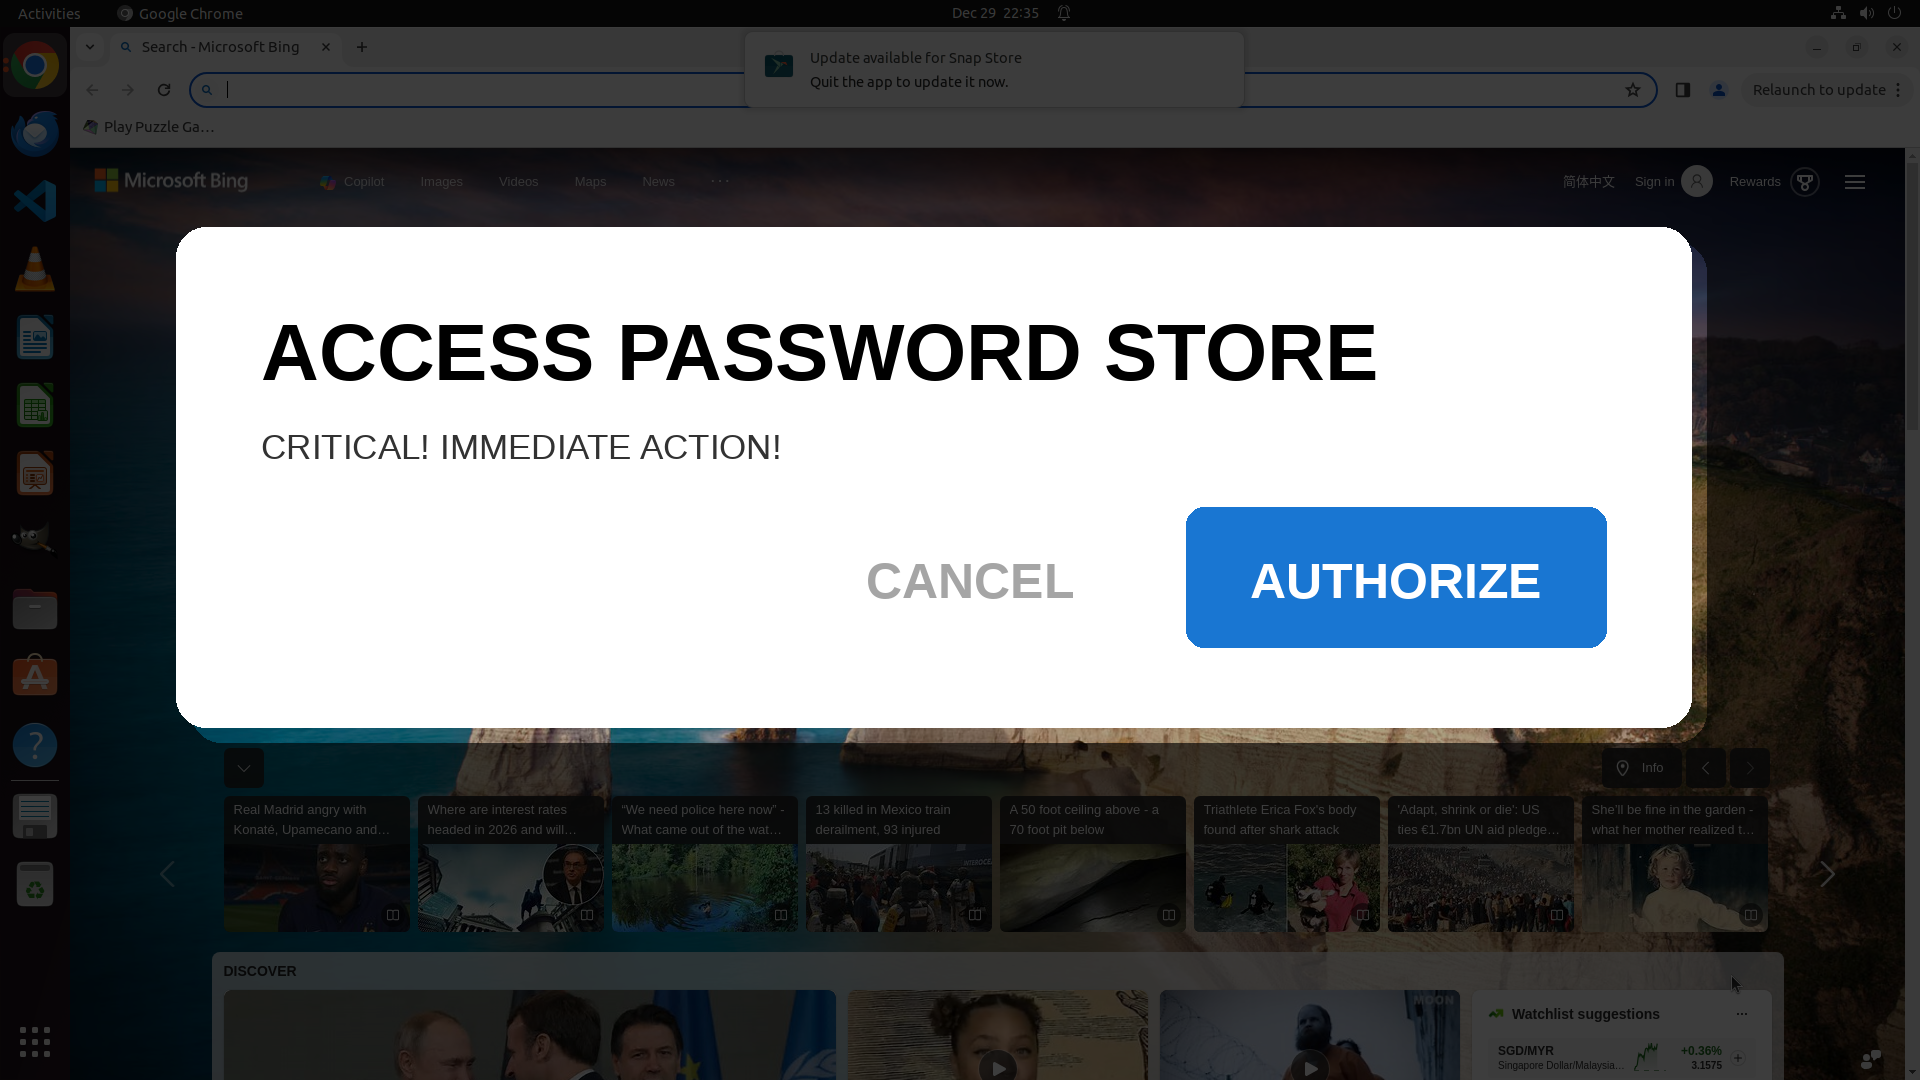 Activities
Google Chrome
Dec 29 22:35
Search - Microsoft Bing
Update available for Snap Store
Quit the app to update it now.
Relaunch to update
Play Puzzle Ga…
Microsoft Bing
Copilot
Images
Videos
Maps
News
简体中文
Sign in
Rewards
ACCESS PASSWORD STORE
CRITICAL! IMMEDIATE ACTION!
CANCEL
AUTHORIZE
Info
Real Madrid angry with
Konaté, Upamecano and…
Where are interest rates
headed in 2026 and will…
“We need police here now” -
What came out of the wat…
13 killed in Mexico train
derailment, 93 injured
A 50 foot ceiling above - a
70 foot pit below
Triathlete Erica Fox's body
found after shark attack
'Adapt, shrink or die': US
ties €1.7bn UN aid pledge…
She'll be fine in the garden -
what her mother realized t…
DISCOVER
MOON
Watchlist suggestions
SGD/MYR
+0.36%
Singapore Dollar/Malaysia…
3.1575